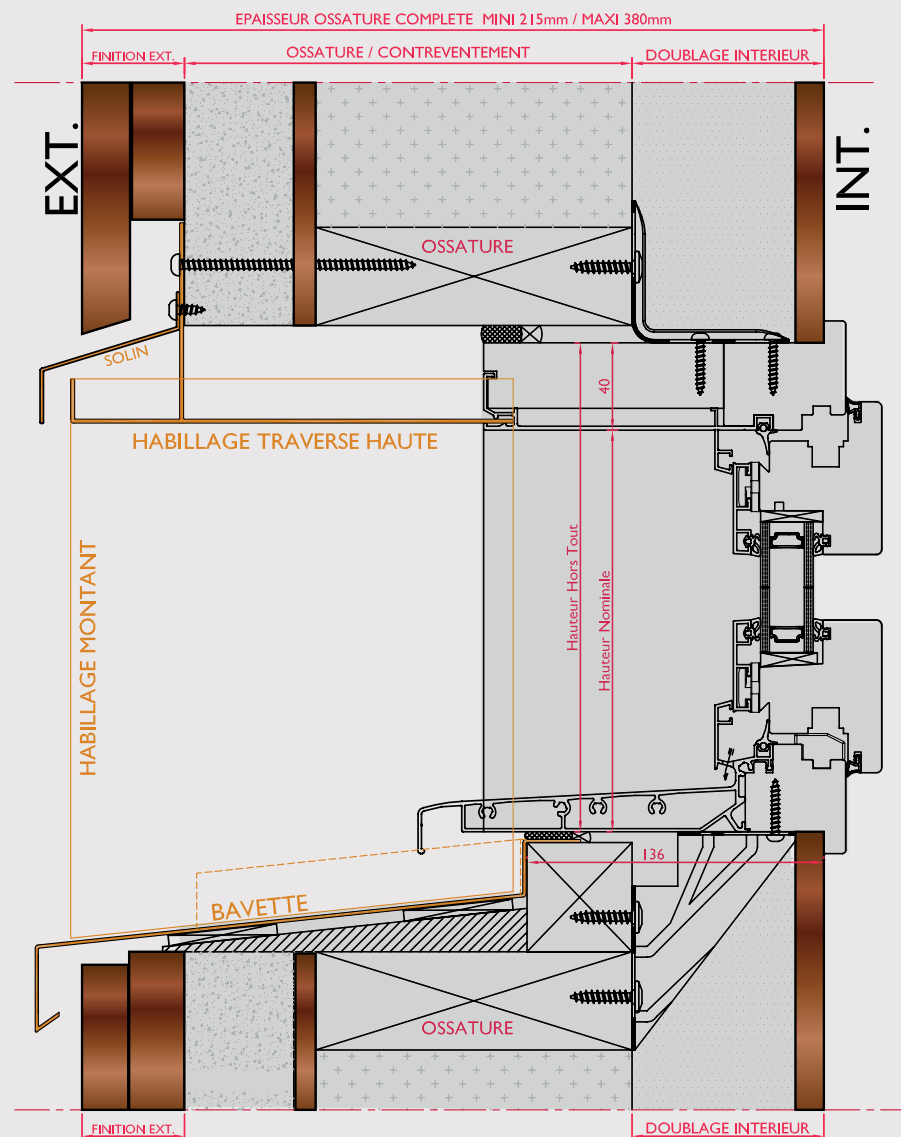 EPAISSEUR OSSATURE COMPLETE MINI 215mm / MAXI 380mm
FINITION EXT.
OSSATURE / CONTREVENTEMENT
DOUBLAGE INTERIEUR
EXT.
INT.
OSSATURE
SOLIN
40
HABILLAGE TRAVERSE HAUTE
HABILLAGE MONTANT
Hauteur Hors Tout
Hauteur Nominale
136
BAVETTE
OSSATURE
FINITION EXT.
DOUBLAGE INTERIEUR